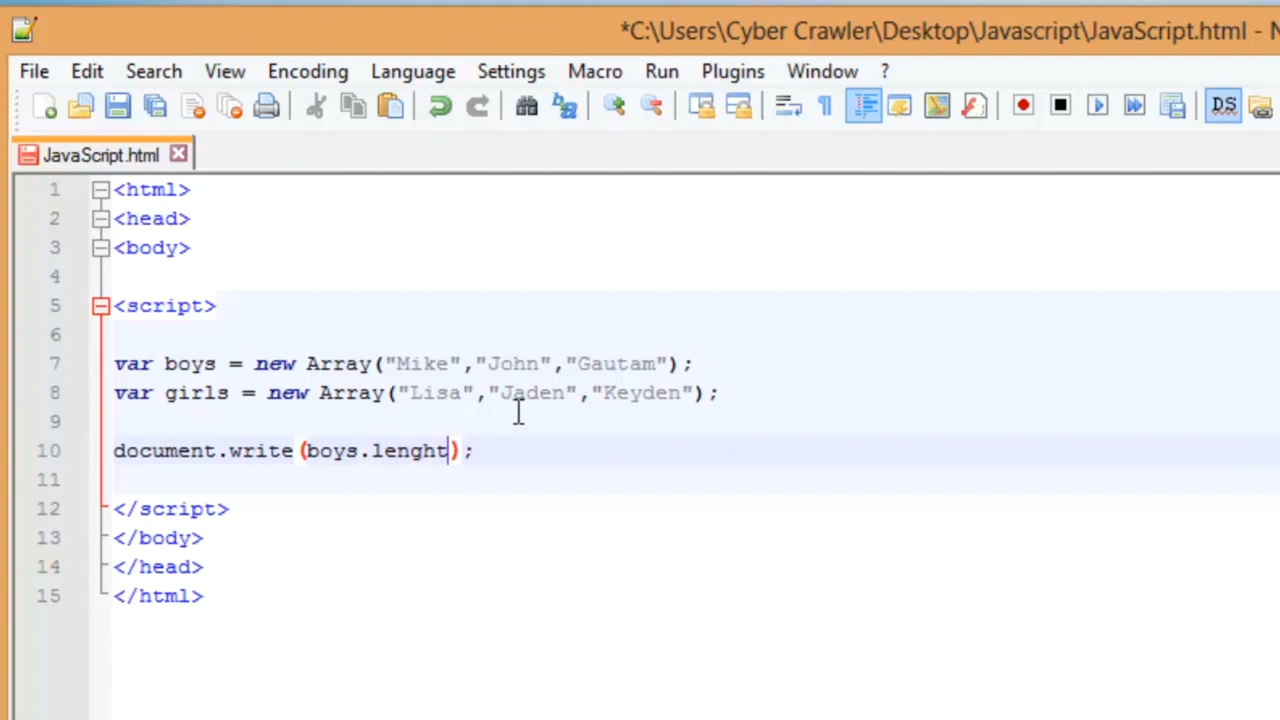 *C:\Users\Cyber Crawler\Desktop\Javascript\JavaScript.html - N
File Edit Search View Encoding Language Settings Macro Run Plugins Window ?
DS
JavaScript.html
1 <html>
2 <head>
3 <body>
4
5 <script>
6
7 var boys = new Array("Mike","John","Gautam");
8 var girls = new Array("Lisa","Jaden","Keyden");
9
10 document.write(boys.lenght);
11
12 </script>
13 </body>
14 </head>
15 </html>